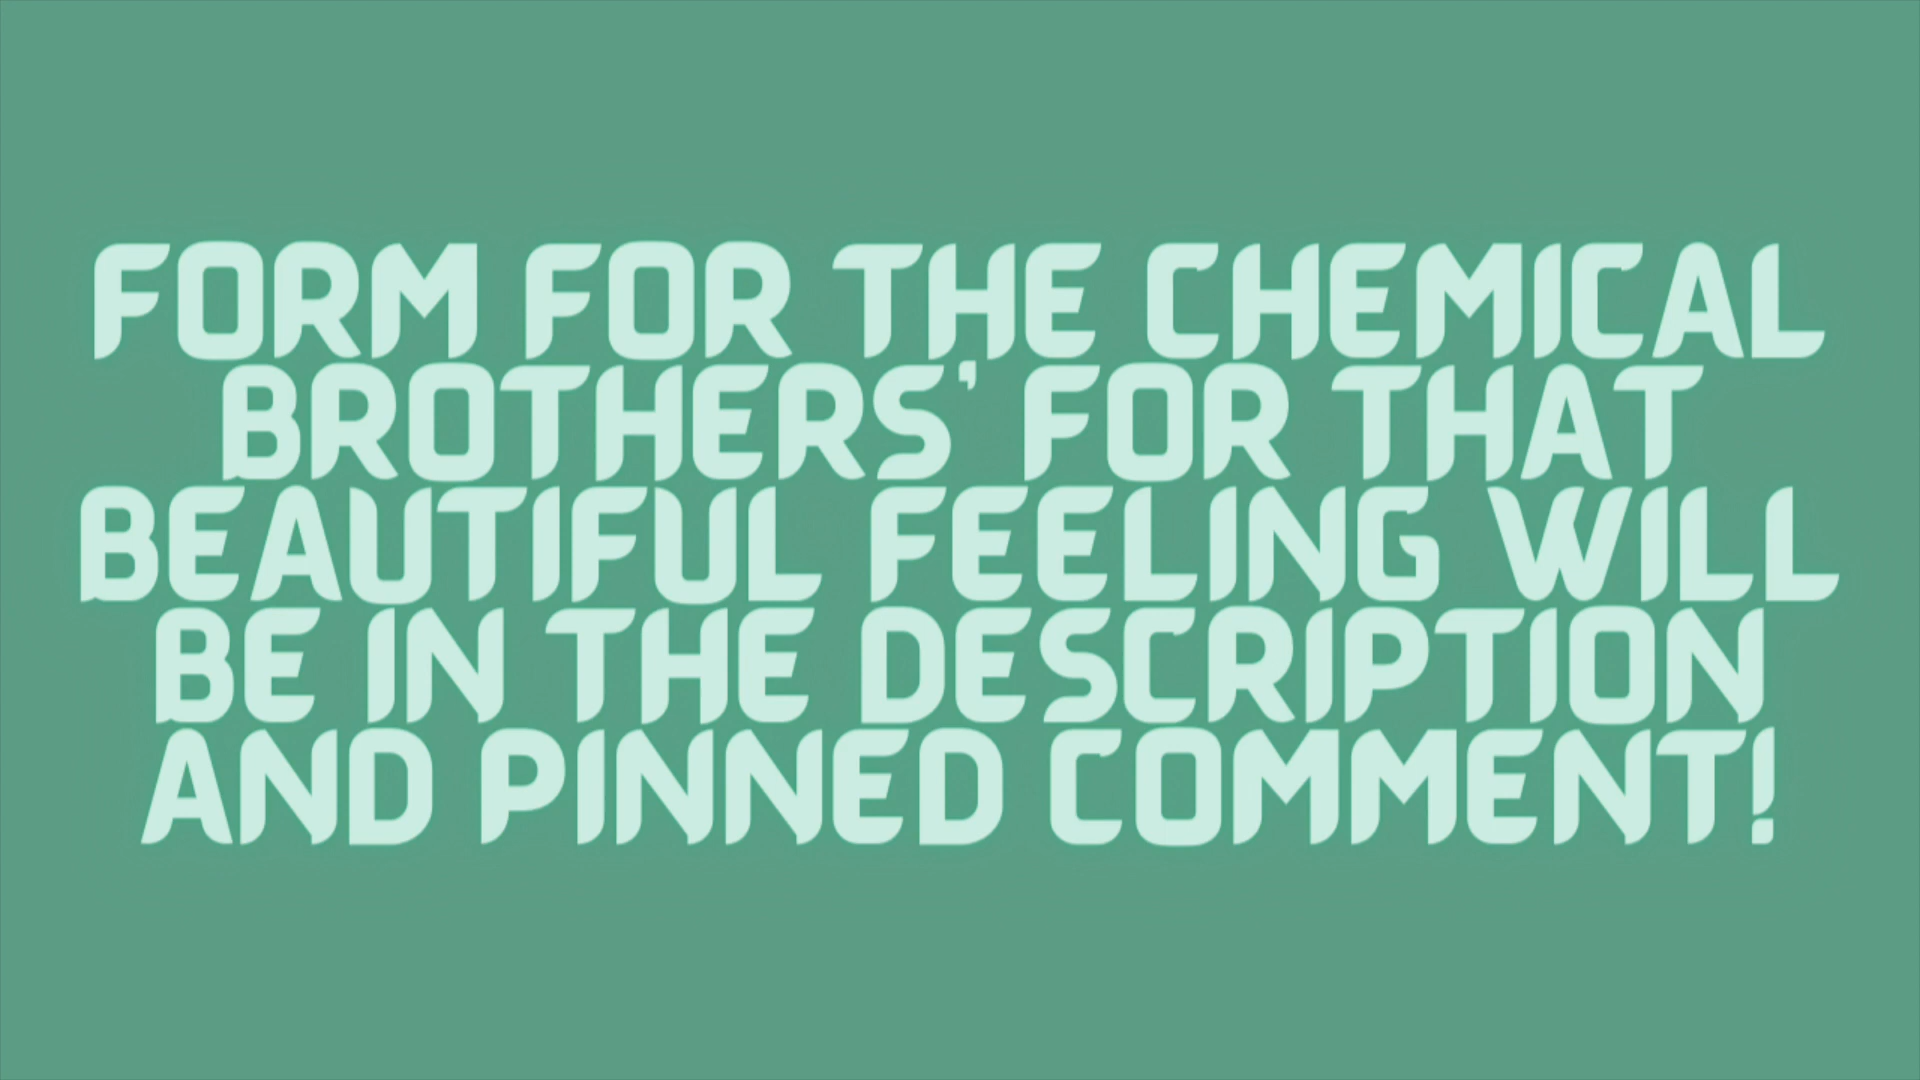 FORM FOR THE CHEMICAL
BROTHERS' FOR THAT
BEAUTIFUL FEELING WILL
BE IN THE DESCRIPTION
AND PINNED COMMENT!